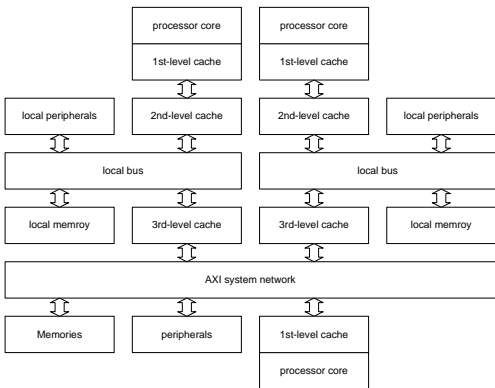 processor core
processor core
1st-level cache
1st-level cache
local peripherals
2nd-level cache
2nd-level cache
local peripherals
local bus
local bus
local memroy
3rd-level cache
3rd-level cache
local memroy
AXI system network
Memories
peripherals
1st-level cache
processor core